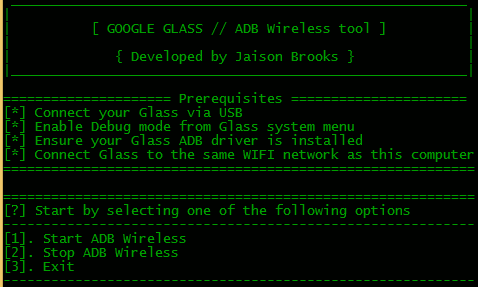 [ GOOGLE GLASS // ADB Wireless tool ]
{ Developed by Jaison Brooks }
===================== Prerequisites ======================
[*] Connect your Glass via USB
[*] Enable Debug mode from Glass system menu
[*] Ensure your Glass ADB driver is installed
[*] Connect Glass to the same WIFI network as this computer
[?] Start by selecting one of the following options
[1]. Start ADB Wireless
[2]. Stop ADB Wireless
[3]. Exit